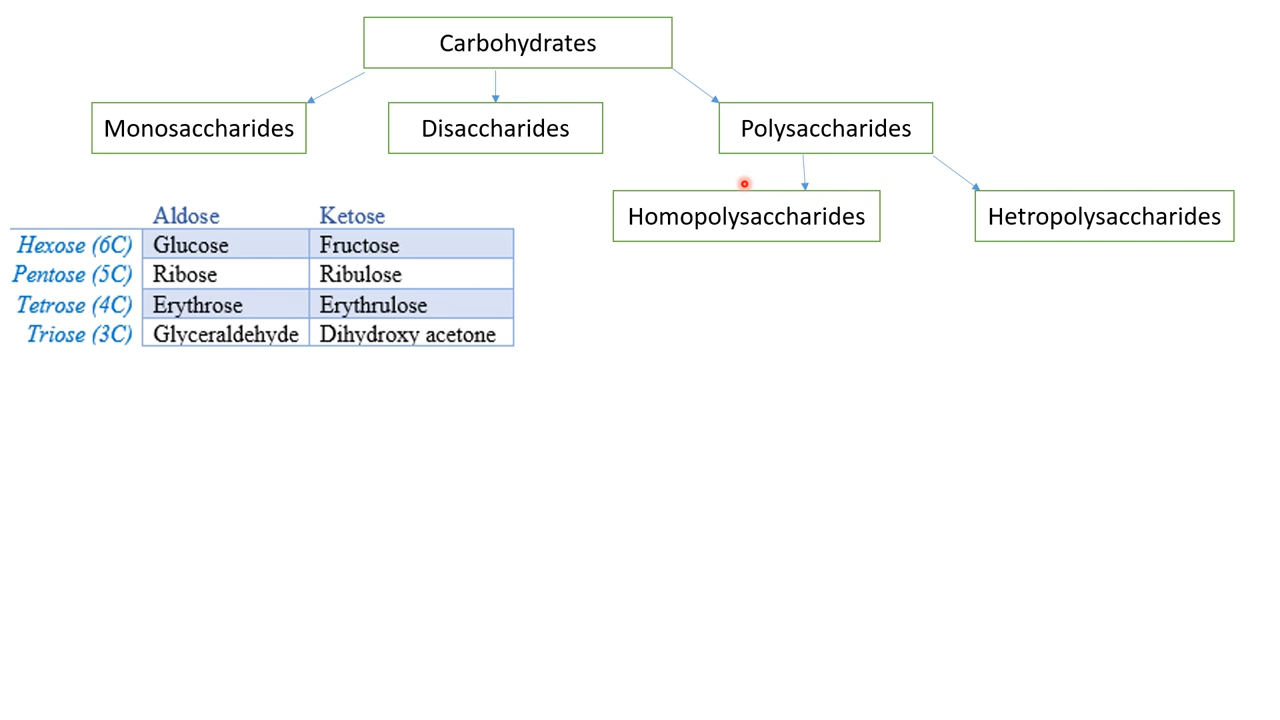 Carbohydrates
Monosaccharides
Disaccharides
Polysaccharides
Homopolysaccharides
Hetropolysaccharides
Aldose Ketose
Hexose (6C) Glucose Fructose
Pentose (5C) Ribose Ribulose
Tetrose (4C) Erythrose Erythrulose
Triose (3C) Glyceraldehyde Dihydroxy acetone